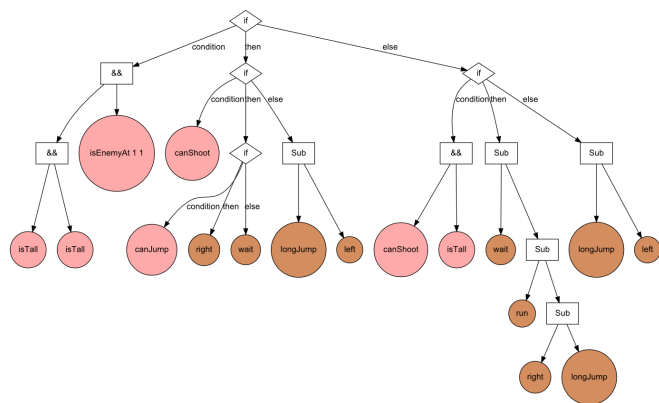 if
condition
then
else
&&
if
if
condition
then
else
condition
then
else
&&
isEnemyAt 1 1
canShoot
if
Sub
&&
Sub
Sub
condition
then
else
isTall
isTall
canJump
right
wait
longJump
left
canShoot
isTall
wait
Sub
longJump
left
run
Sub
right
longJump